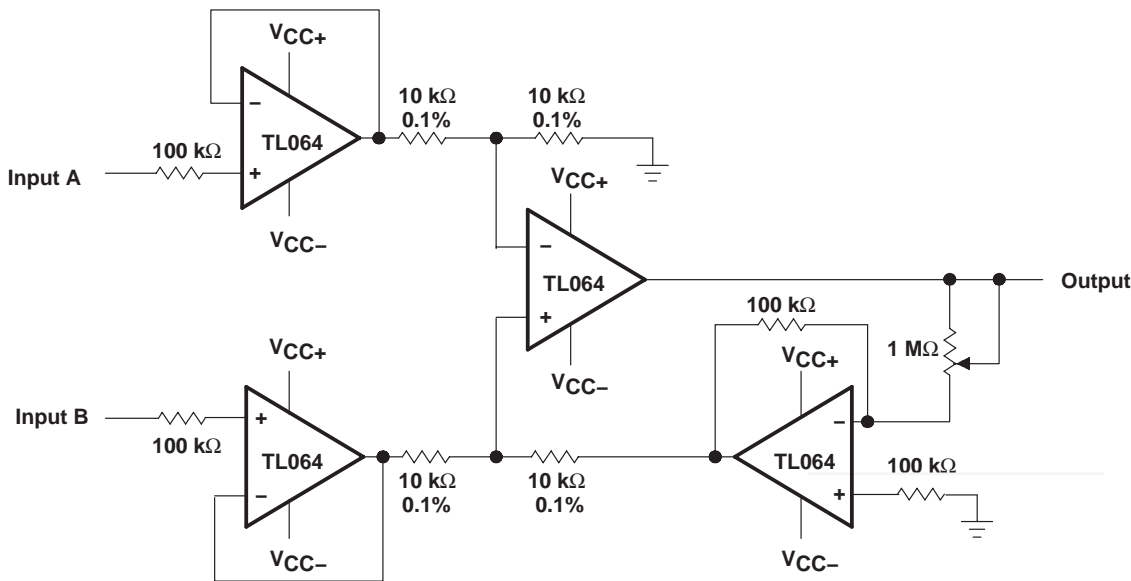 VCC+
10 kΩ
0.1%
10 kΩ
0.1%
−
TL064
100 kΩ
+
Input A
VCC−
VCC+
−
TL064
+
Output
100 kΩ
1 MΩ
VCC+
VCC+
VCC−
Input B
100 kΩ
+
TL064
−
10 kΩ
0.1%
10 kΩ
0.1%
−
TL064
+
100 kΩ
VCC−
VCC−